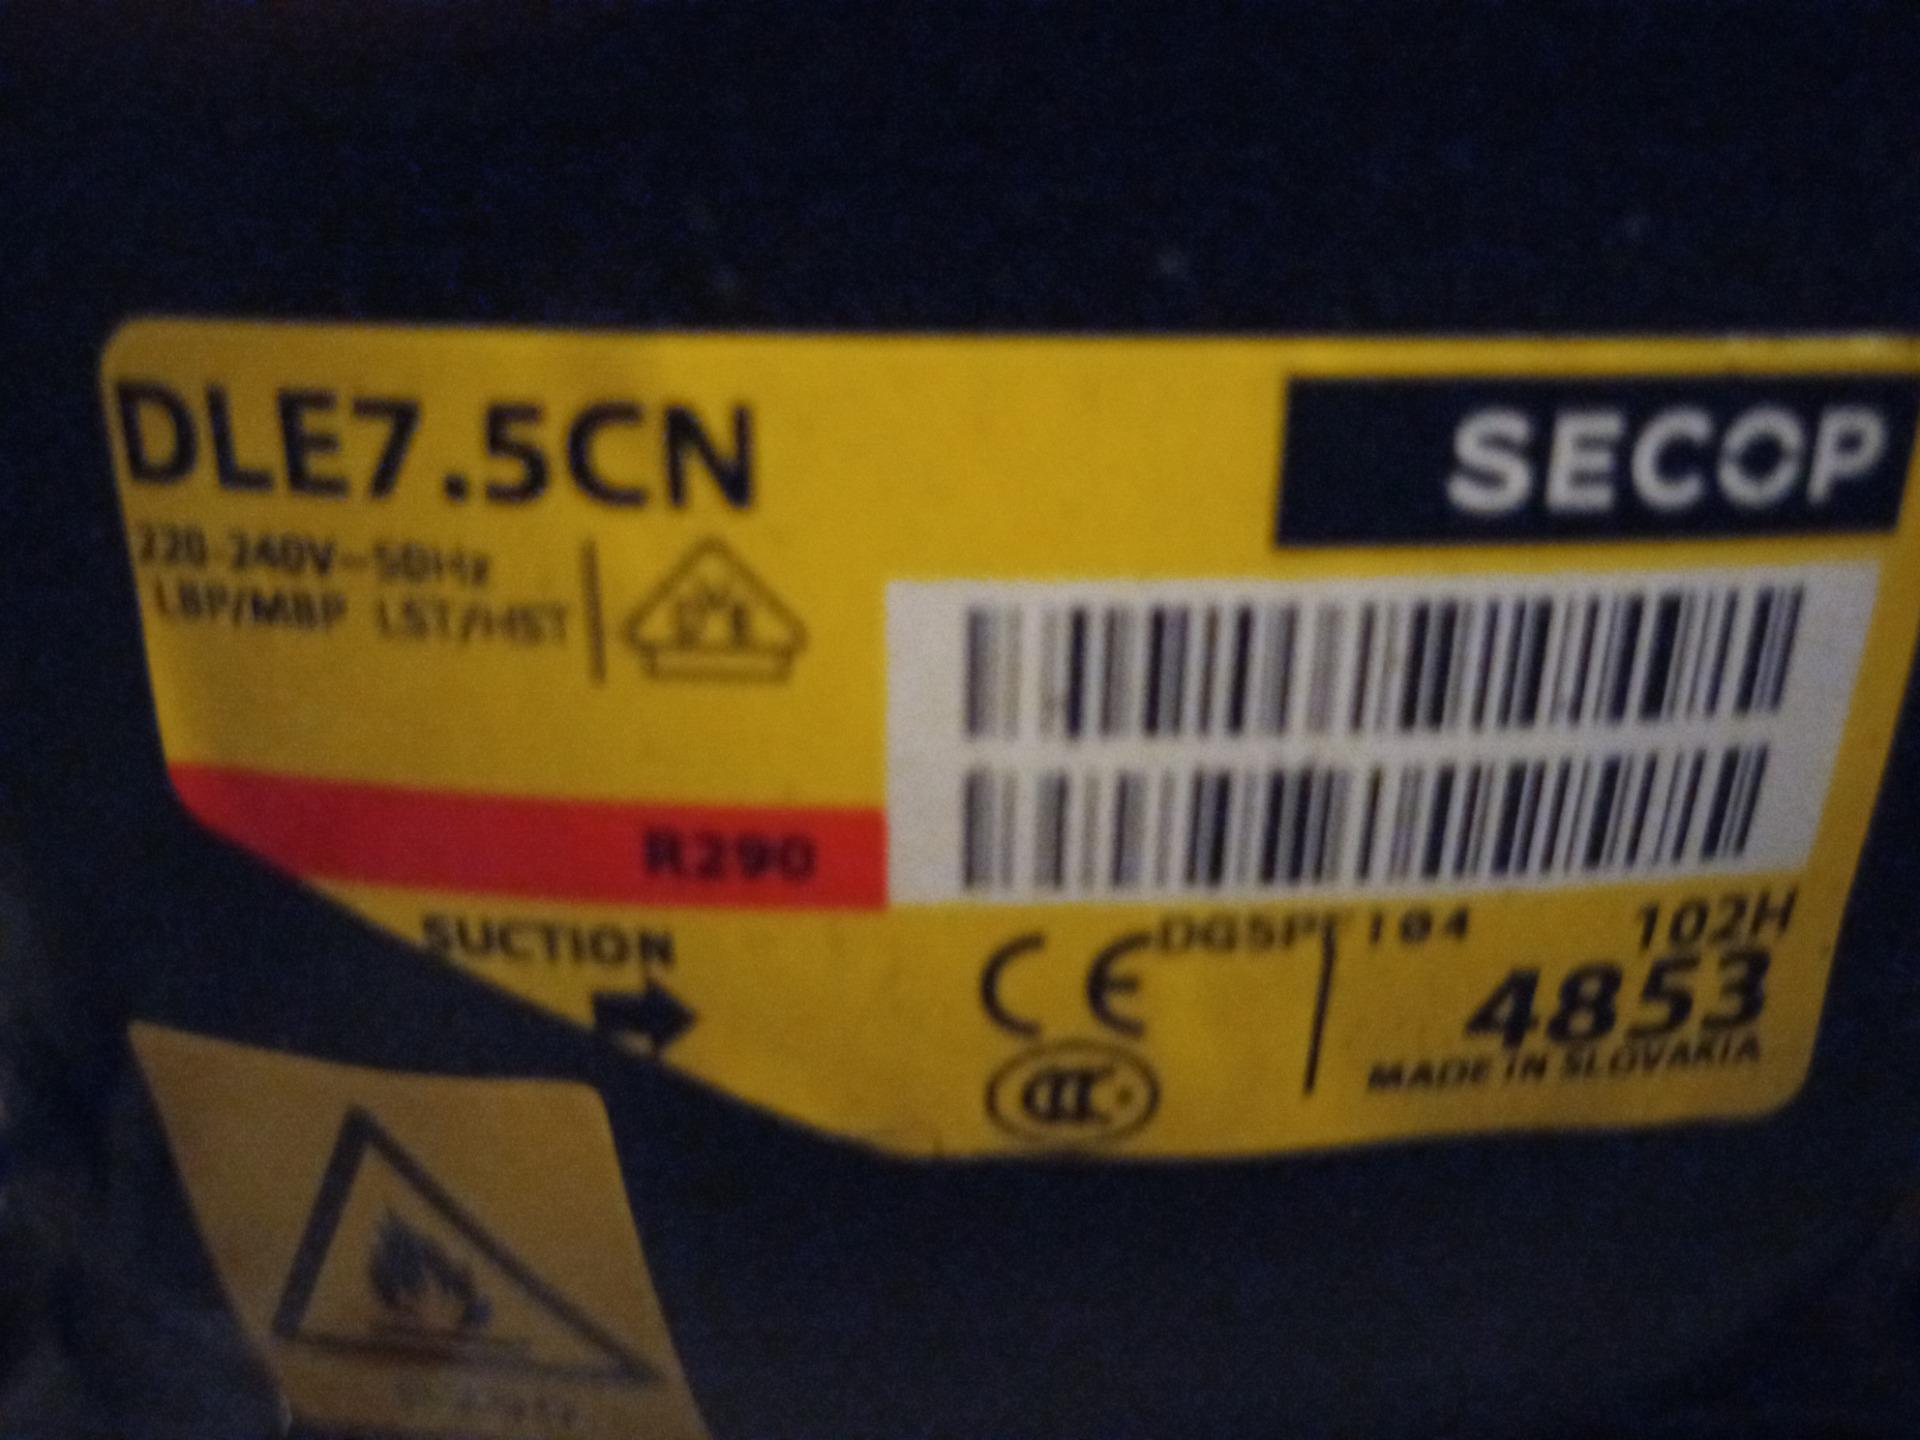 DLE7.5CN
SECOP
220-240V~50Hz
LBP/MBP LST/HST
R290
SUCTION
CE
102H
4853
MADE IN SLOVAKIA